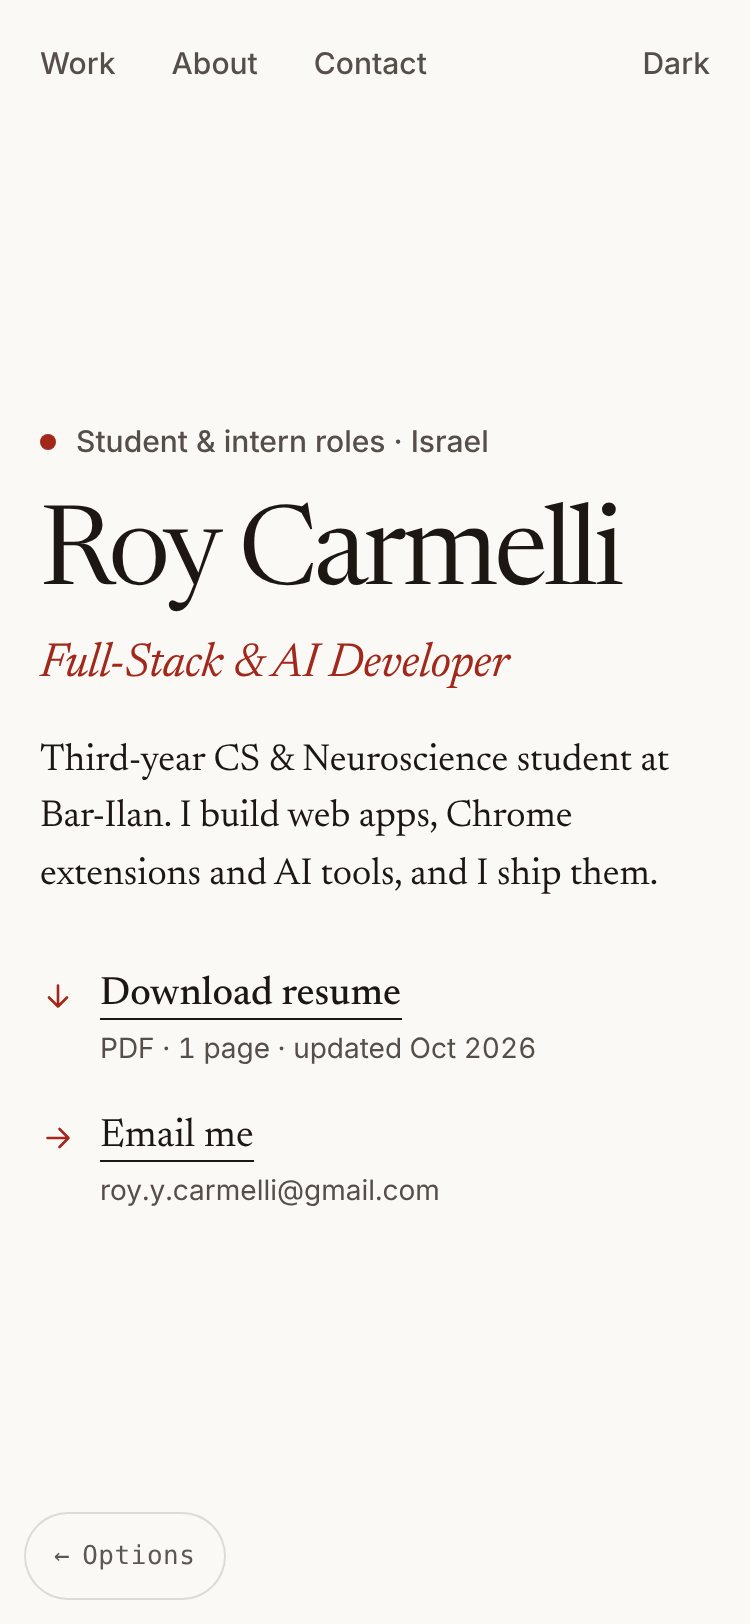 Work About Contact Dark
Student & intern roles · Israel
Roy Carmelli
Full-Stack & AI Developer
Third-year CS & Neuroscience student at
Bar-Ilan. I build web apps, Chrome
extensions and AI tools, and I ship them.
↓ Download resume
PDF · 1 page · updated Oct 2026
→ Email me
roy.y.carmelli@gmail.com
← Options